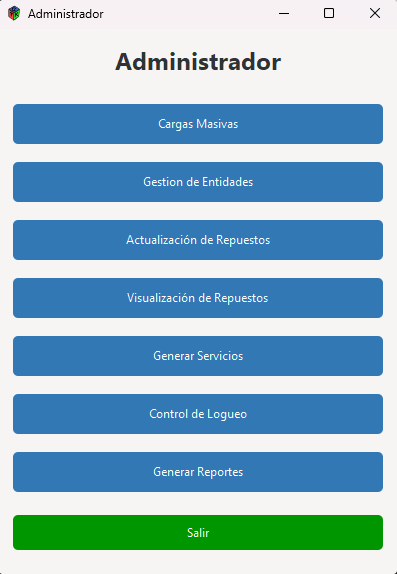 Administrador
Administrador
Cargas Masivas
Gestion de Entidades
Actualización de Repuestos
Visualización de Repuestos
Generar Servicios
Control de Logueo
Generar Reportes
Salir